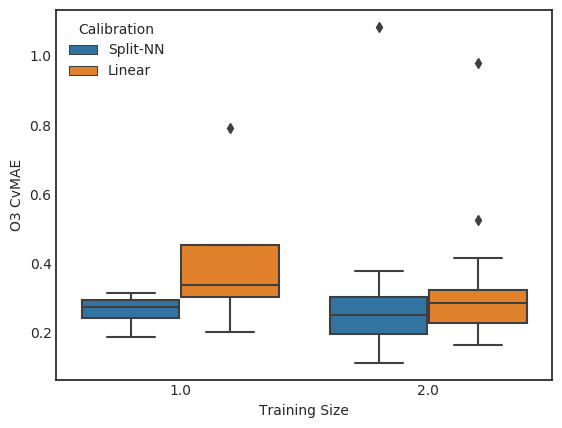 Calibration
Split-NN
Linear
O3 CvMAE
1.0
0.8
0.6
0.4
0.2
1.0
2.0
Training Size